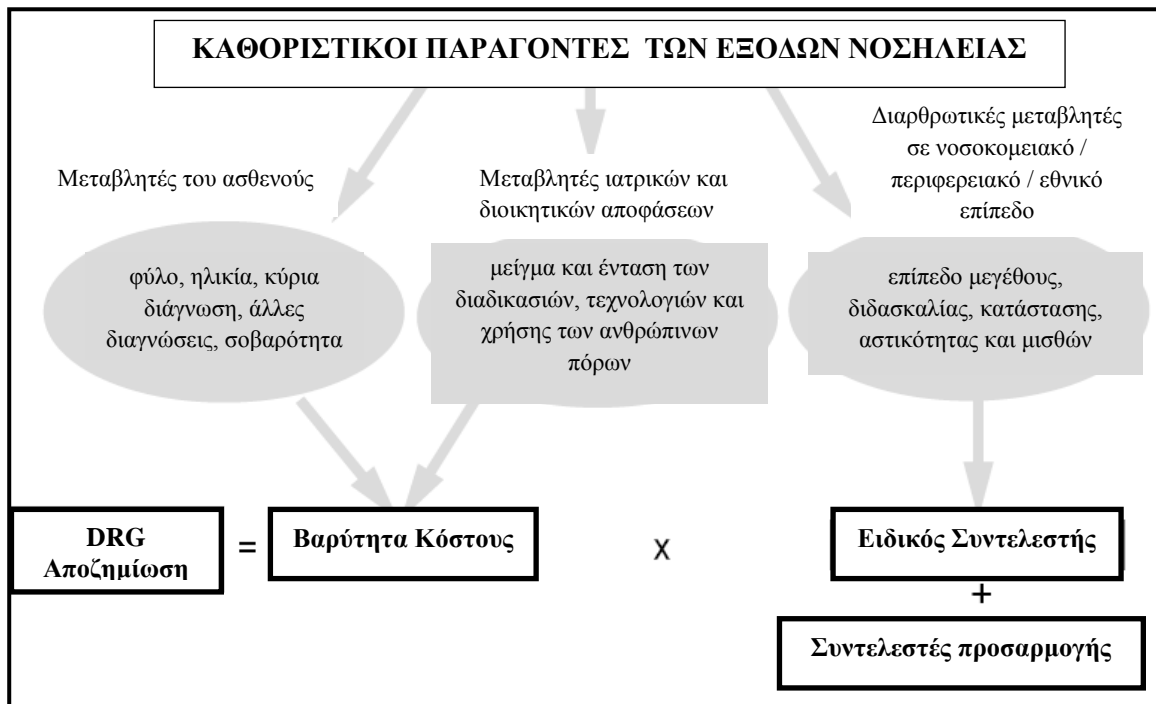 ΚΑΘΟΡΙΣΤΙΚΟΙ ΠΑΡΑΓΟΝΤΕΣ ΤΩΝ ΕΞΟΔΩΝ ΝΟΣΗΛΕΙΑΣ
Μεταβλητές του ασθενούς
φύλο, ηλικία, κύρια
διάγνωση, άλλες
διαγνώσεις, σοβαρότητα
Μεταβλητές ιατρικών και
διοικητικών αποφάσεων
μείγμα και ένταση των
διαδικασιών, τεχνολογιών και
χρήσης των ανθρώπινων
πόρων
Διαρθρωτικές μεταβλητές
σε νοσοκομειακό /
περιφερειακό / εθνικό
επίπεδο
επίπεδο μεγέθους,
διδασκαλίας, κατάστασης,
αστικότητας και μισθών
DRG
Αποζημίωση
=
Βαρύτητα Κόστους
x
Ειδικός Συντελεστής
+
Συντελεστές προσαρμογής